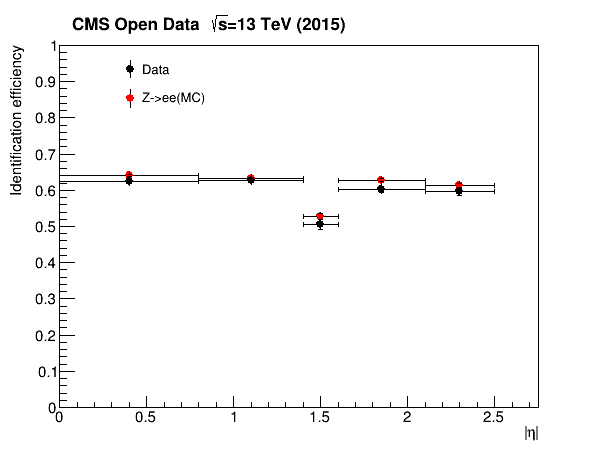 CMS Open Data √s=13 TeV (2015)
Identification efficiency
1
0.9
0.8
0.7
0.6
0.5
0.4
0.3
0.2
0.1
0
Data
Z->ee(MC)
0 0.5 1 1.5 2 2.5
|η|